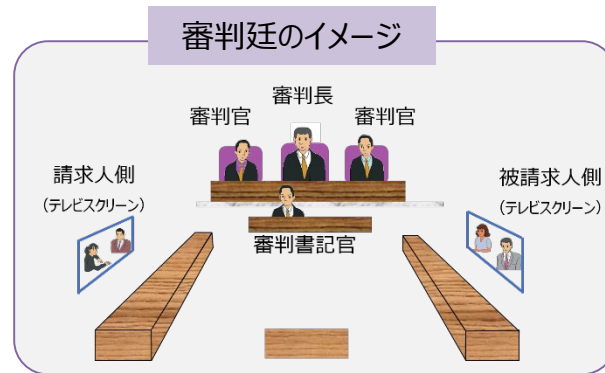 審判廷のイメージ
審判長
審判官
審判官
請求人側
(テレビスクリーン)
被請求人側
(テレビスクリーン)
審判書記官